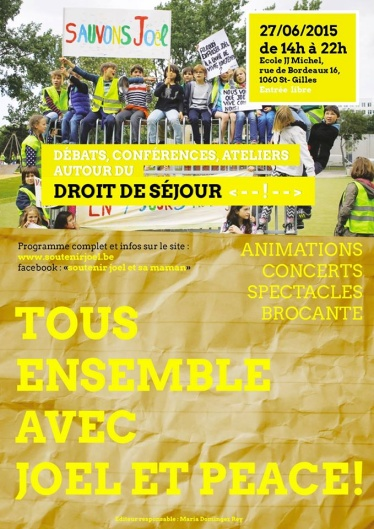 SAUVONS JOËL
27/06/2015
de 14h à 22h
Ecole JJ Michel,
rue de Bordeaux 16,
1060 St- Gilles
Entrée libre
DÉBATS, CONFÉRENCES, ATELIERS
AUTOUR DU
DROIT DE SÉJOUR <--!-->
Programme complet et infos sur le site :
www.soutenirjoel.be
facebook : «soutenir joel et sa maman»
ANIMATIONS
CONCERTS
SPECTACLES
BROCANTE
TOUS
ENSEMBLE
AVEC
JOEL ET PEACE!
Editeur responsable : Maria Dominguez Rey